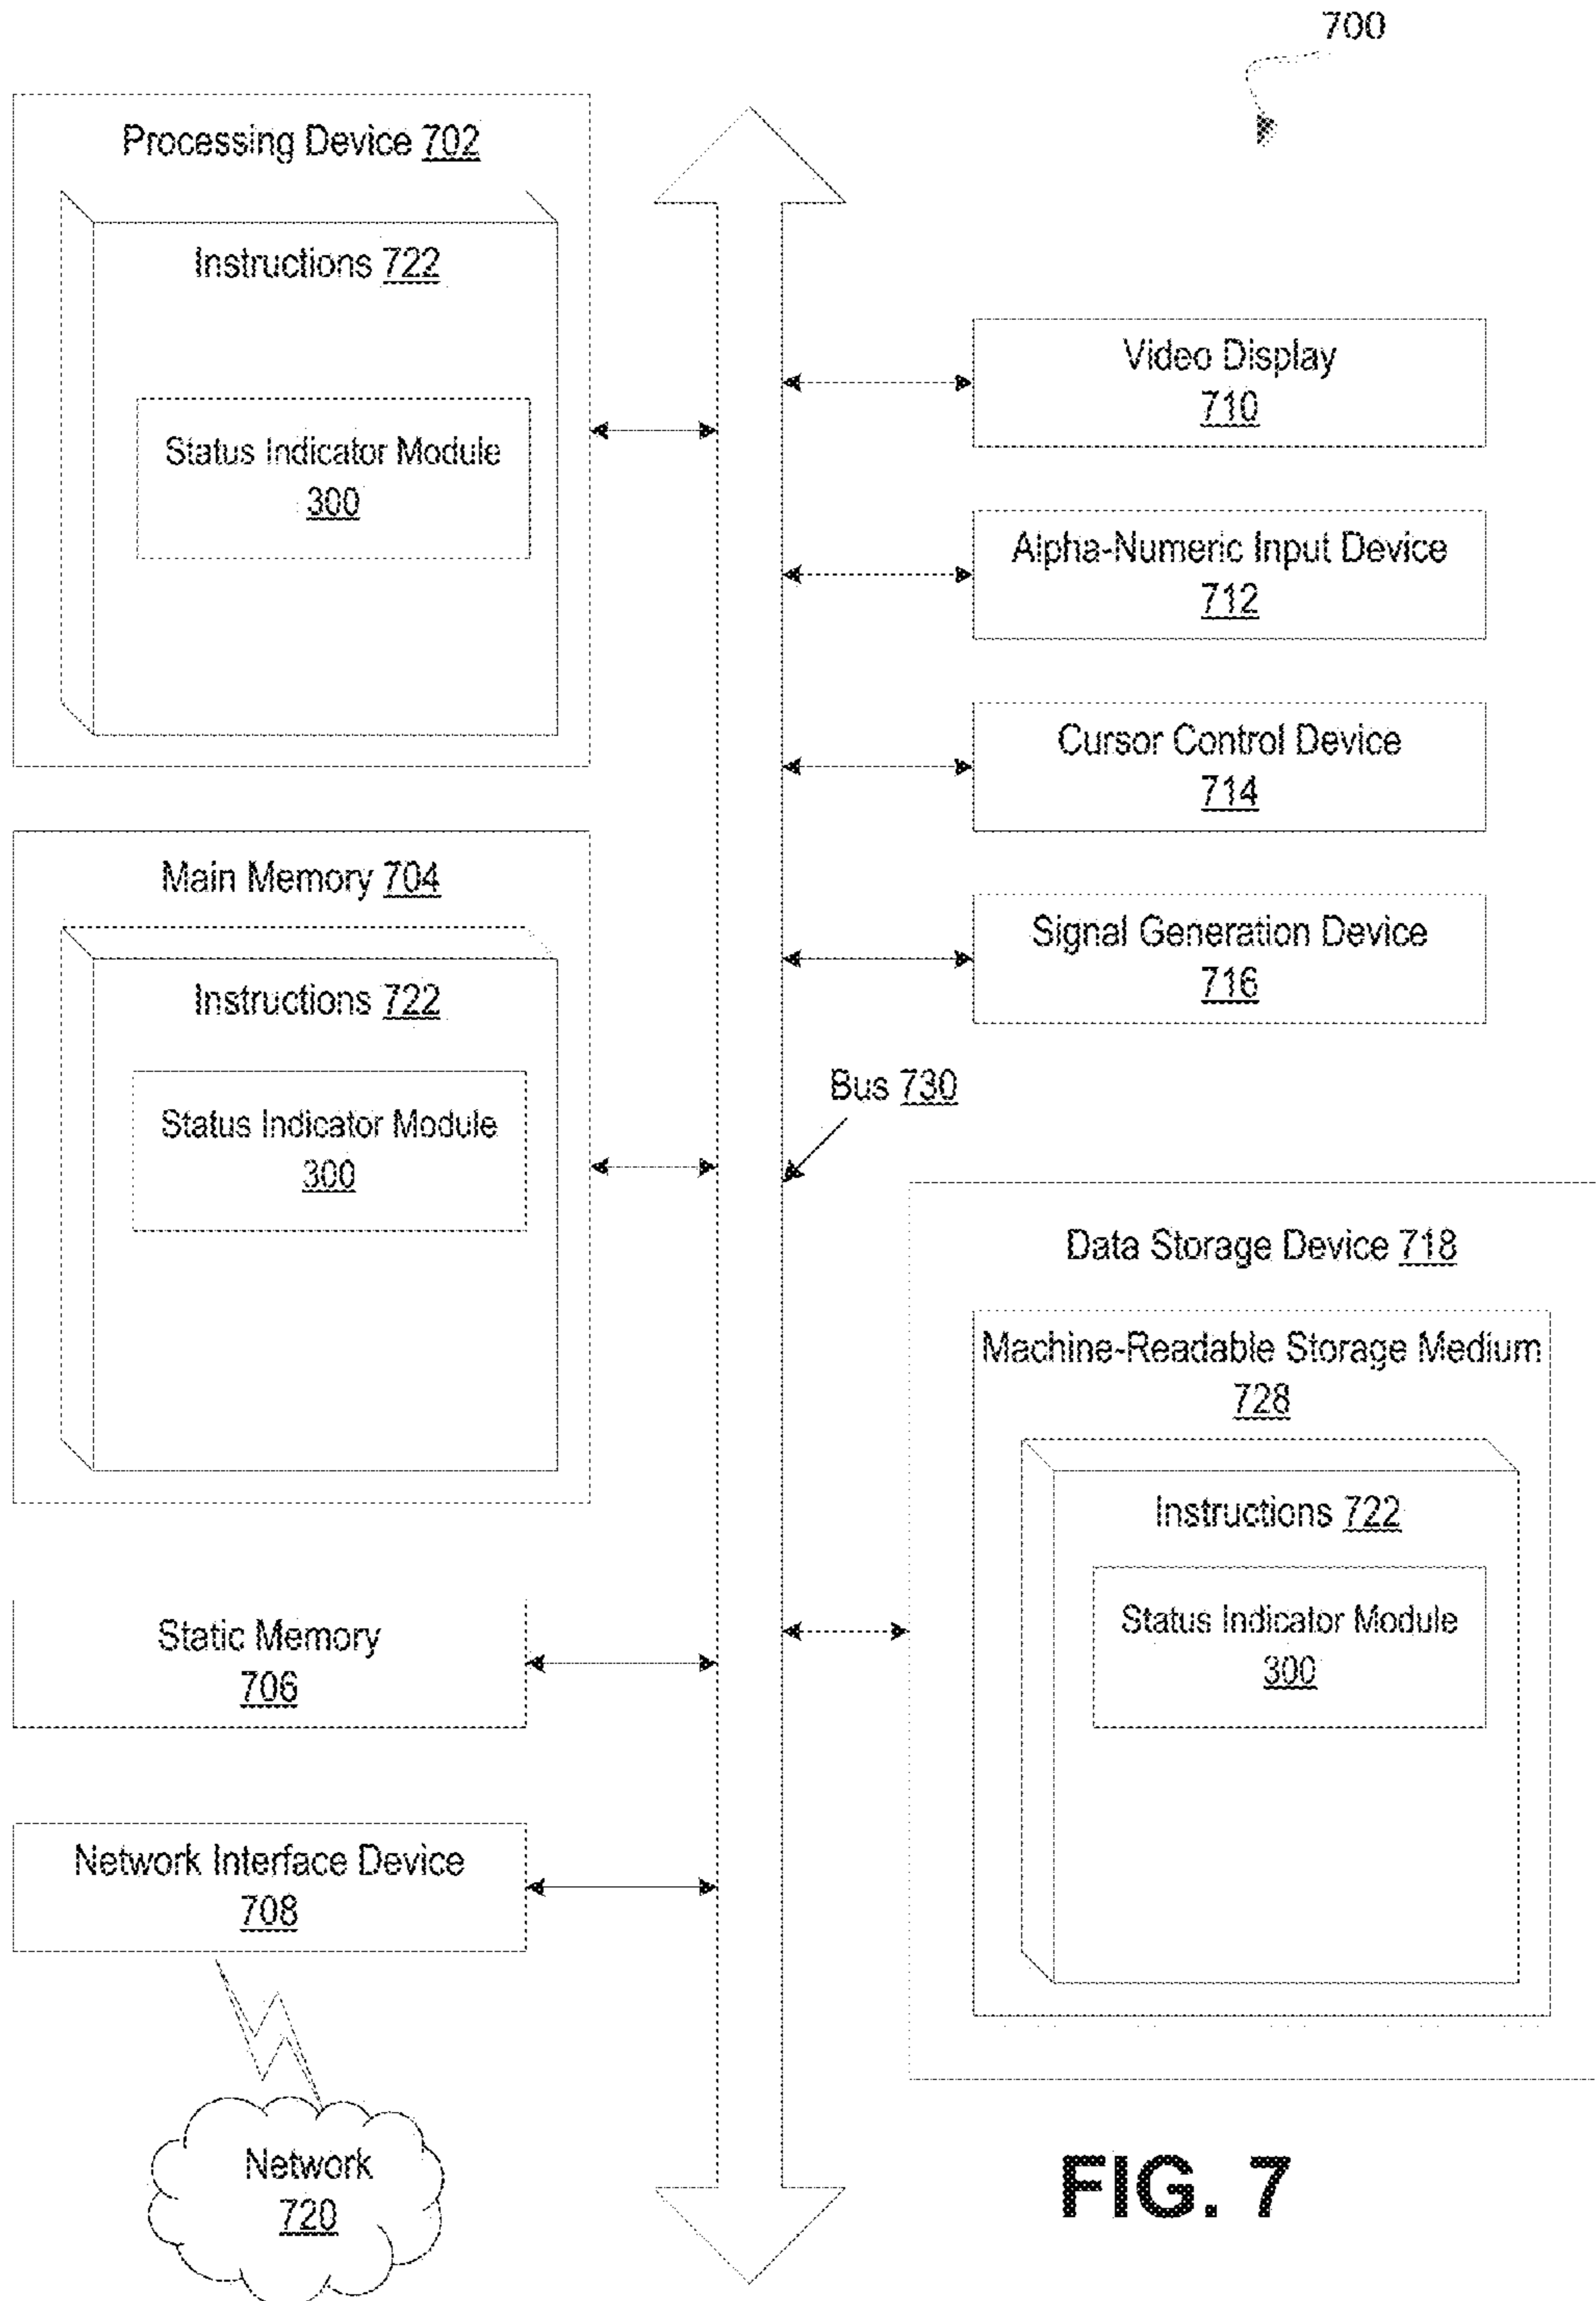 700
Processing Device 702
Instructions 722
Status Indicator Module
300
Video Display
710
Alpha-Numeric Input Device
712
Cursor Control Device
714
Main Memory 704
Instructions 722
Status Indicator Module
300
Signal Generation Device
716
Bus 730
Data Storage Device 718
Machine-Readable Storage Medium
728
Instructions 722
Status Indicator Module
300
Static Memory
706
Network Interface Device
708
Network
720
FIG. 7